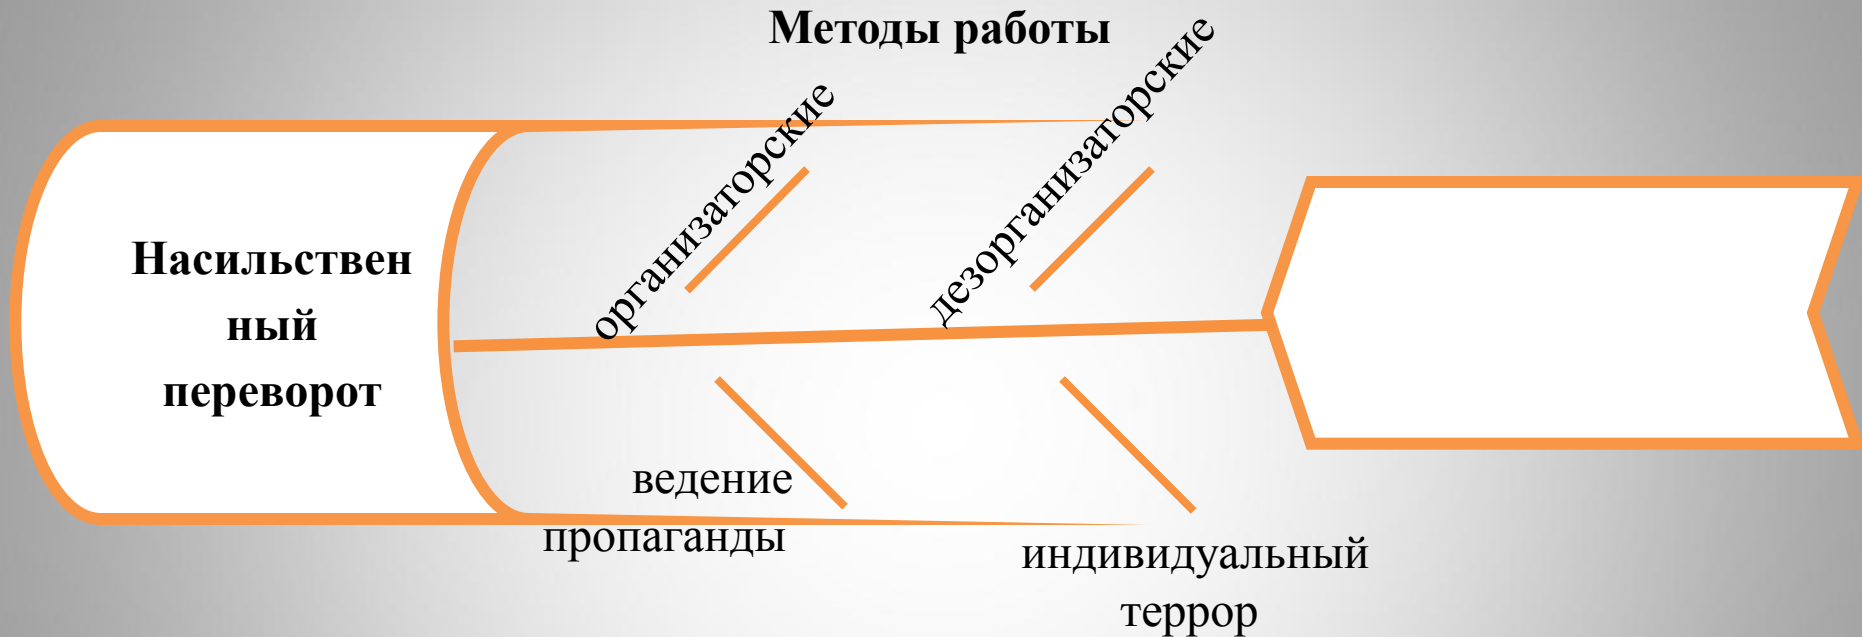 Методы работы
организаторские
дезорганизаторские
Насильствен
ный
переворот
ведение
пропаганды
индивидуальный
террор